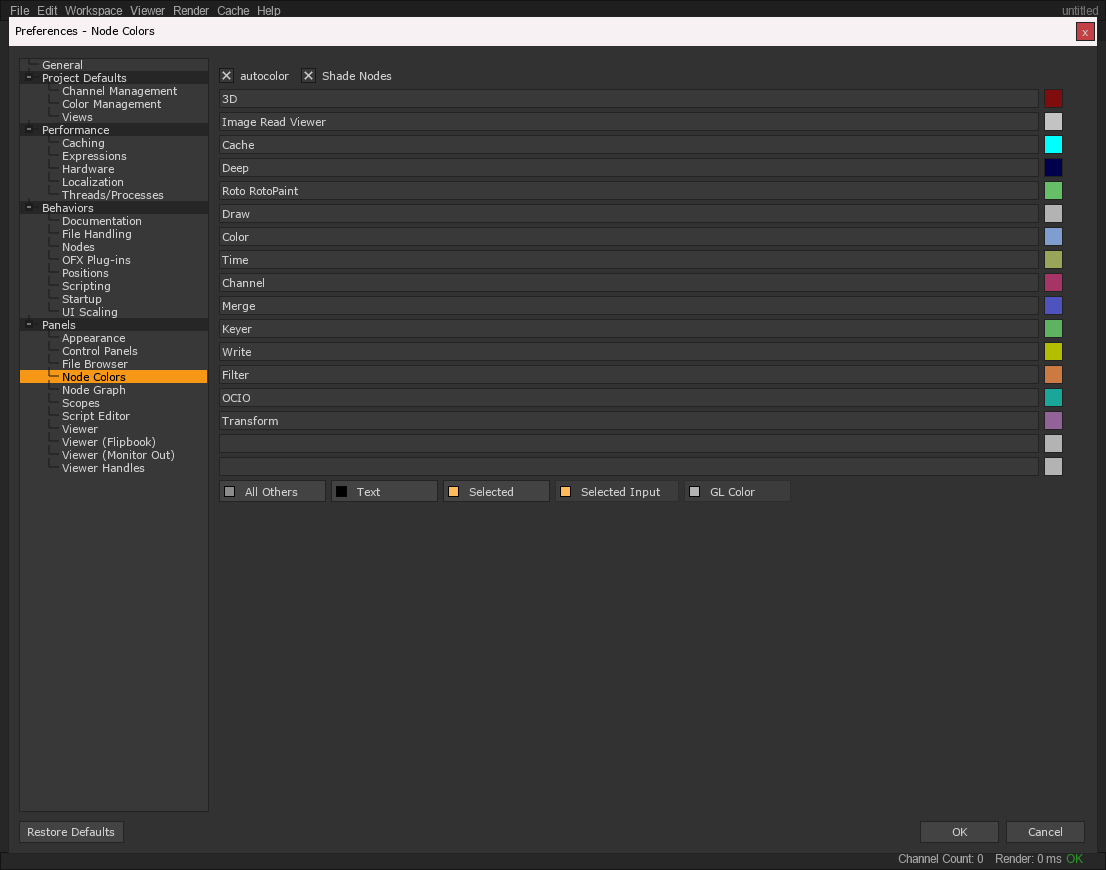 File Edit Workspace Viewer Render Cache Help untitled
Preferences - Node Colors x
General
Project Defaults
Channel Management
Color Management
Views
Performance
Caching
Expressions
Hardware
Localization
Threads/Processes
Behaviors
Documentation
File Handling
Nodes
OFX Plug-ins
Positions
Scripting
Startup
UI Scaling
Panels
Appearance
Control Panels
File Browser
Node Colors
Node Graph
Scopes
Script Editor
Viewer
Viewer (Flipbook)
Viewer (Monitor Out)
Viewer Handles
autocolor Shade Nodes
3D
Image Read Viewer
Cache
Deep
Roto RotoPaint
Draw
Color
Time
Channel
Merge
Keyer
Write
Filter
OCIO
Transform
All Others Text Selected Selected Input GL Color
Restore Defaults OK Cancel
Channel Count: 0 Render: 0 ms OK